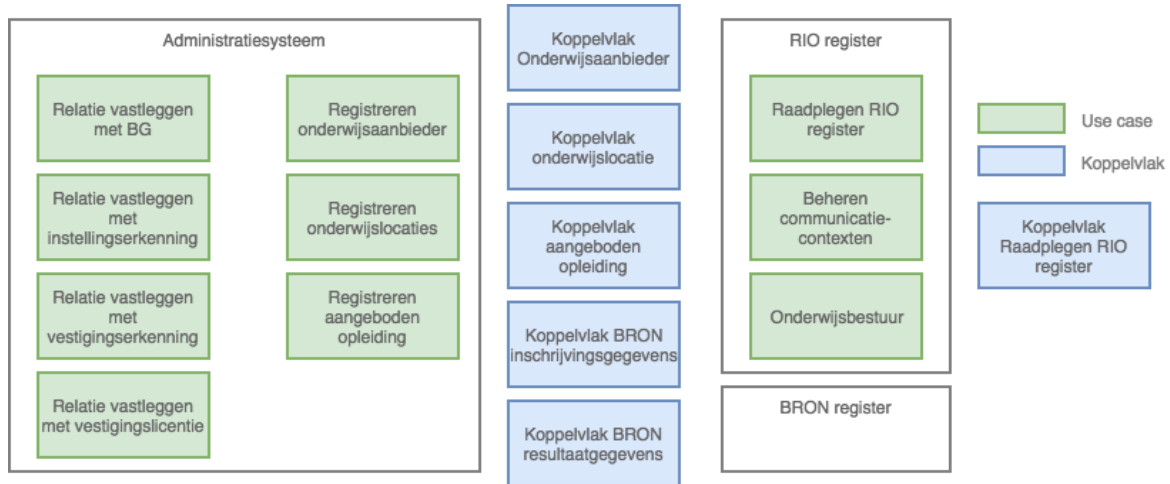 Administratiesysteem
Relatie vastleggen
met BG
Registreren
onderwijsaanbieder
Relatie vastleggen
met
instellingserkenning
Registreren
onderwijslocaties
Relatie vastleggen
met
vestigingserkenning
Registreren
aangeboden
opleiding
Relatie vastleggen
met vestigingslicentie
Koppelvlak
Onderwijsaanbieder
Koppelvlak
onderwijslocatie
Koppelvlak
aangeboden
opleiding
Koppelvlak BRON
inschrijvingsgegevens
Koppelvlak BRON
resultaatgegevens
RIO register
Raadplegen RIO
register
Beheren
communicatie-
contexten
Onderwijsbestuur
BRON register
Use case
Koppelvlak
Koppelvlak
Raadplegen RIO
register